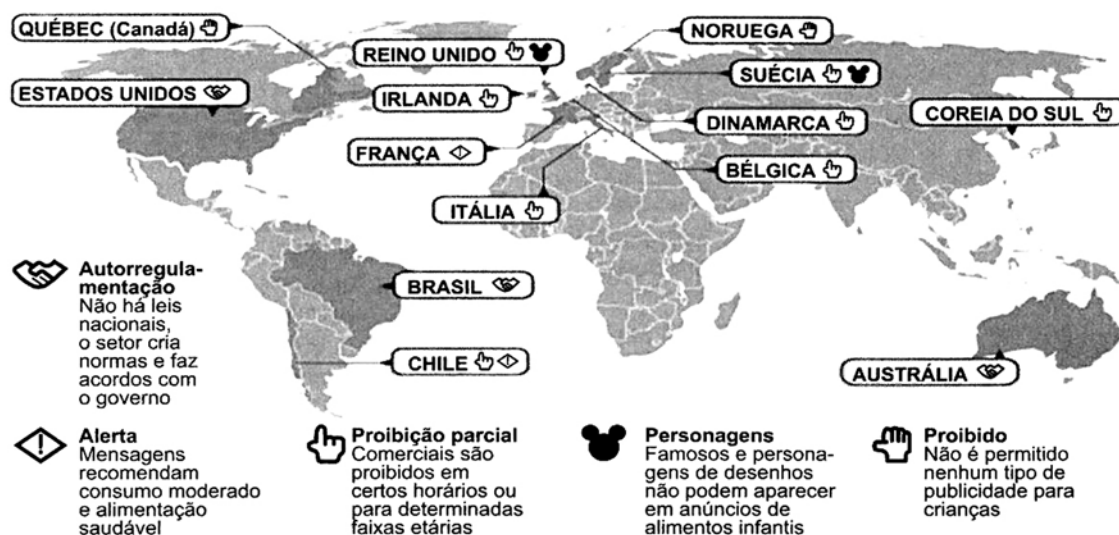 QUÉBEC (Canadá)
REINO UNIDO
NORUEGA
ESTADOS UNIDOS
IRLANDA
SUÉCIA
COREIA DO SUL
FRANÇA
DINAMARCA
BÉLGICA
ITÁLIA
BRASIL
CHILE
AUSTRÁLIA
Autorregula-
mentação
Não há leis
nacionais,
o setor cria
normas e faz
acordos com
o governo
Alerta
Mensagens
recomendam
consumo moderado
e alimentação
saudável
Proibição parcial
Comerciais são
proibidos em
certos horários ou
para determinadas
faixas etárias
Personagens
Famosos e persona-
gens de desenhos
não podem aparecer
em anúncios de
alimentos infantis
Proibido
Não é permitido
nenhum tipo de
publicidade para
crianças